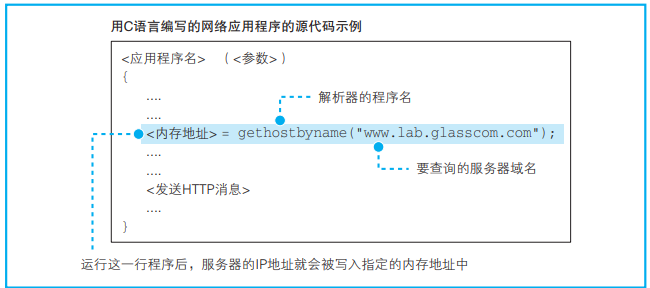 用C语言编写的网络应用程序的源代码示例
<应用程序名> （<参数>）
{
....
....
解析器的程序名
<内存地址> = gethostbyname("www.lab.glasscom.com");
....
....
要查询的服务器域名
<发送HTTP消息>
....
}
运行这一行程序后，服务器的IP地址就会被写入指定的内存地址中